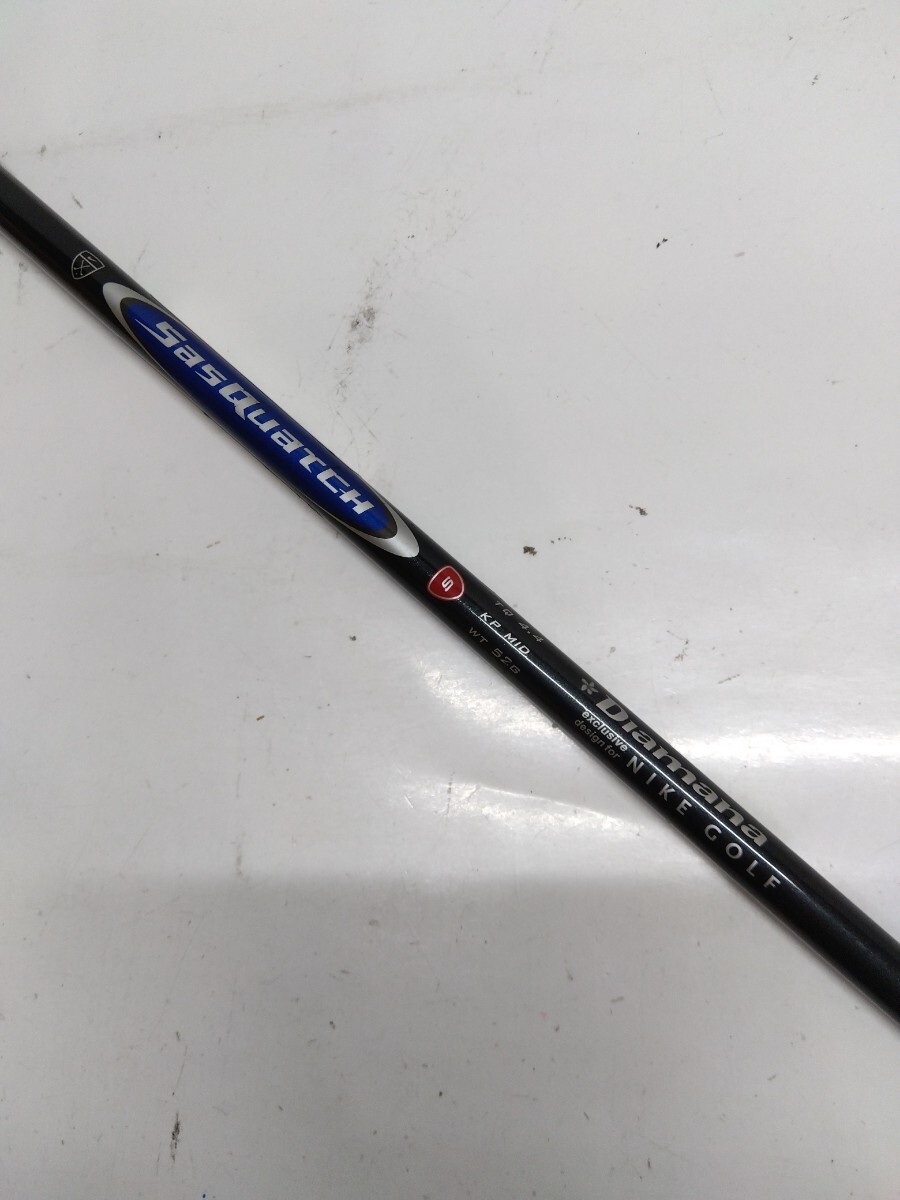 SasQuatch
S
TQ 4.4
KP MID
WT 52G
Diamana
exclusive
design for
NIKE GOLF